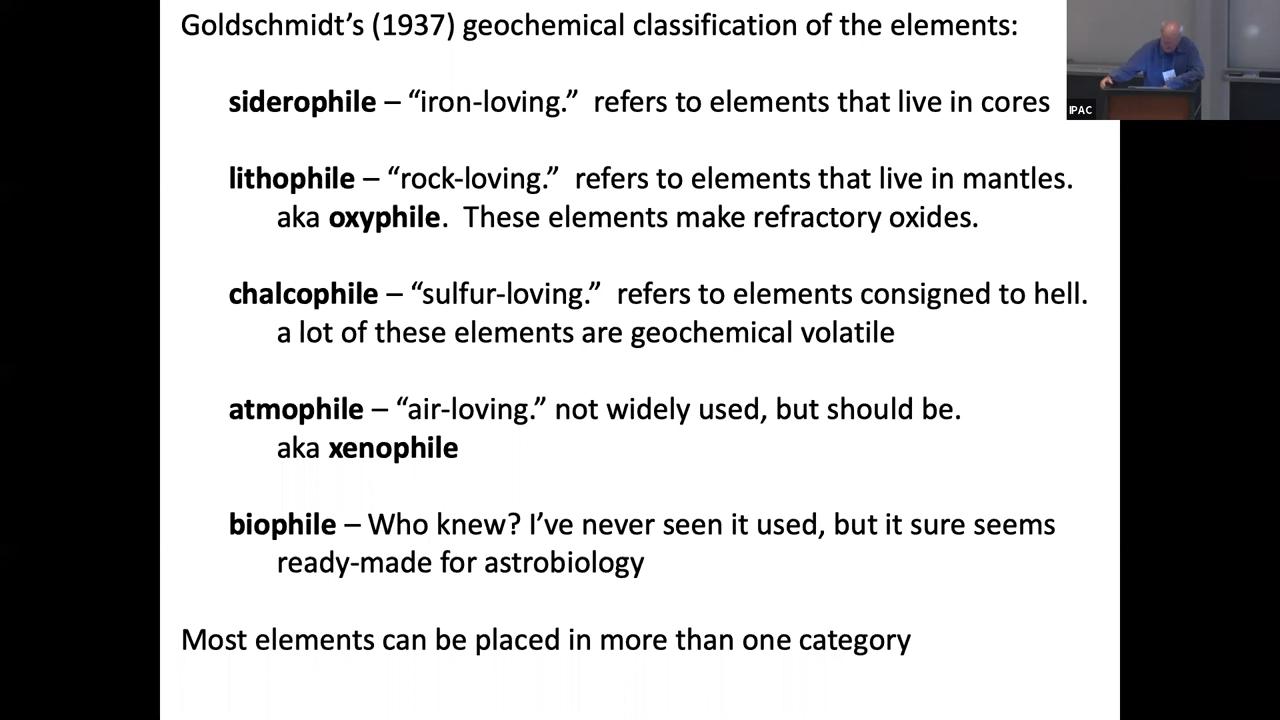 Goldschmidt’s (1937) geochemical classification of the elements:
siderophile – “iron-loving.”  refers to elements that live in cores
lithophile – “rock-loving.”  refers to elements that live in mantles.
aka oxyphile.  These elements make refractory oxides.
chalcophile – “sulfur-loving.”  refers to elements consigned to hell.
a lot of these elements are geochemical volatile
atmophile – “air-loving.” not widely used, but should be.
aka xenophile
biophile – Who knew? I’ve never seen it used, but it sure seems
ready-made for astrobiology
Most elements can be placed in more than one category
IPAC